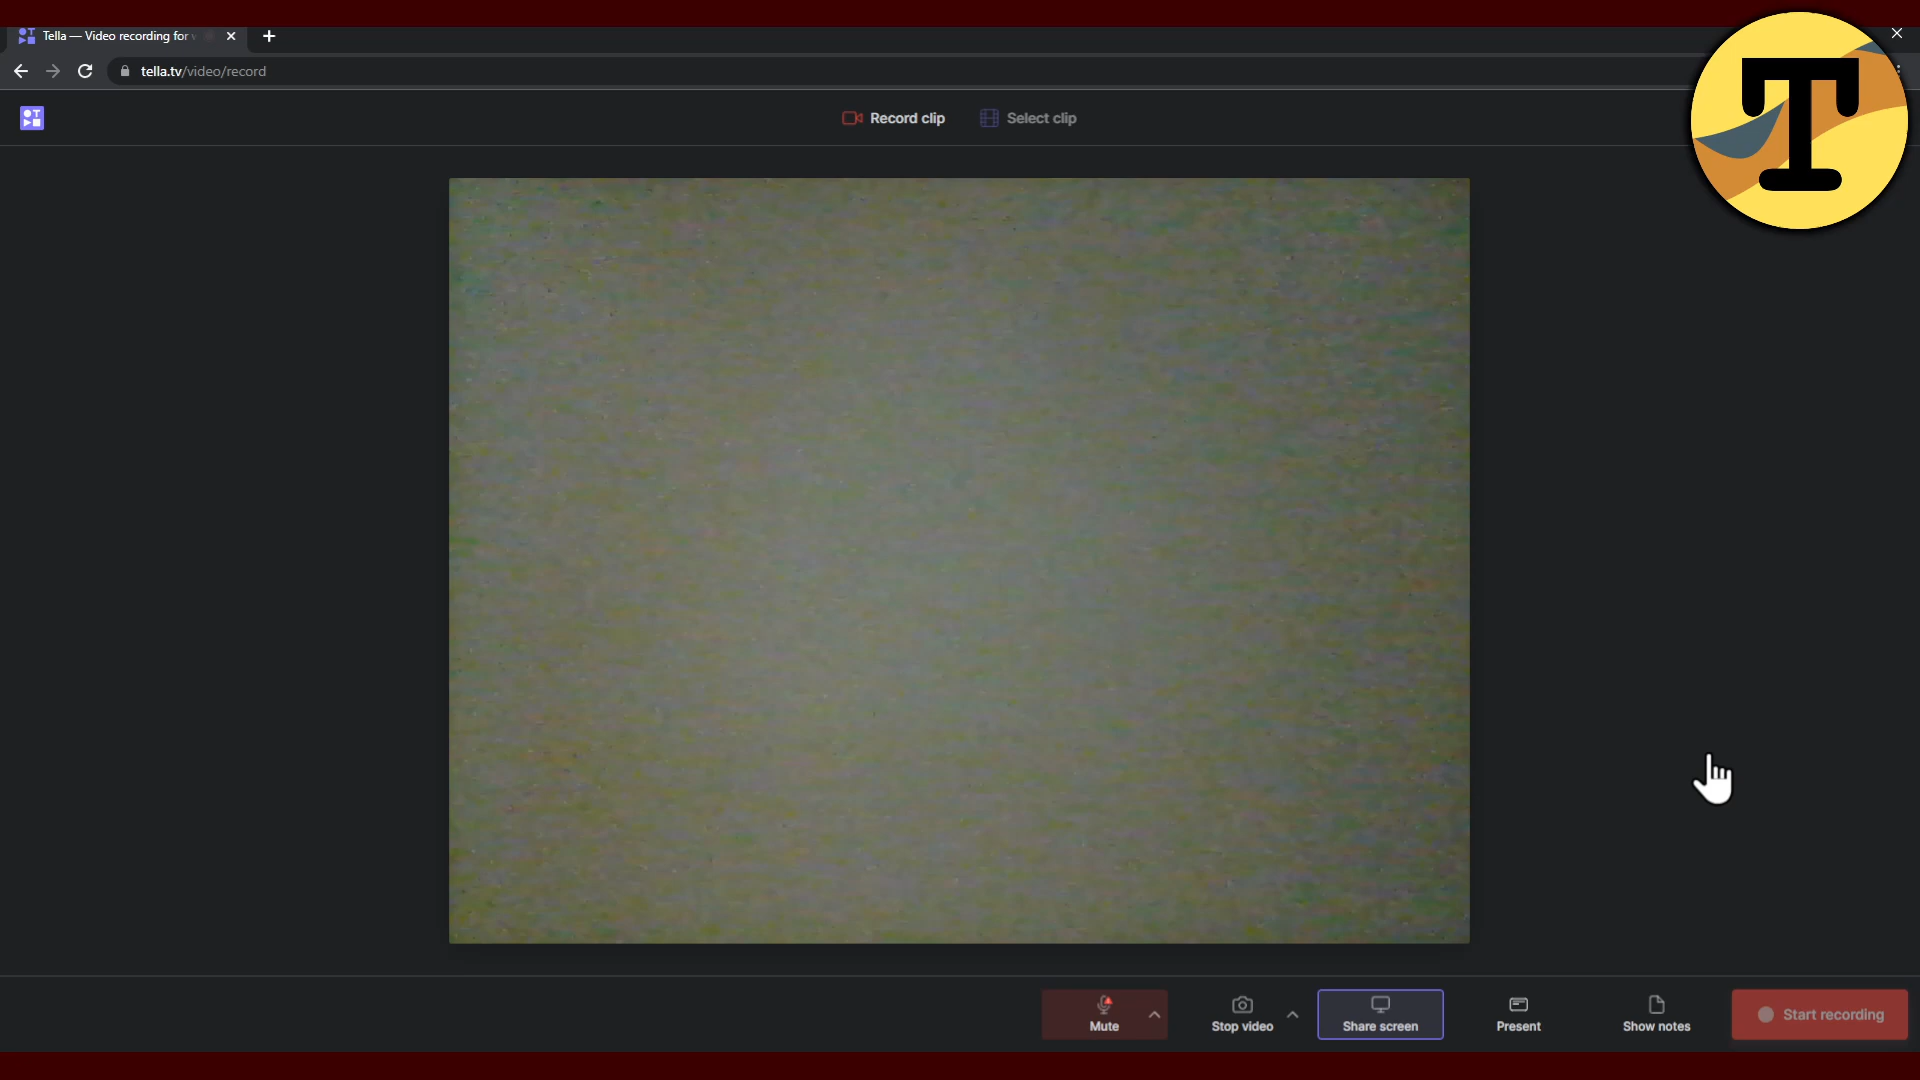 Tella — Video recording for
tella.tv/video/record
Record clip
Select clip
T
Mute
Stop video
Share screen
Present
Show notes
Start recording